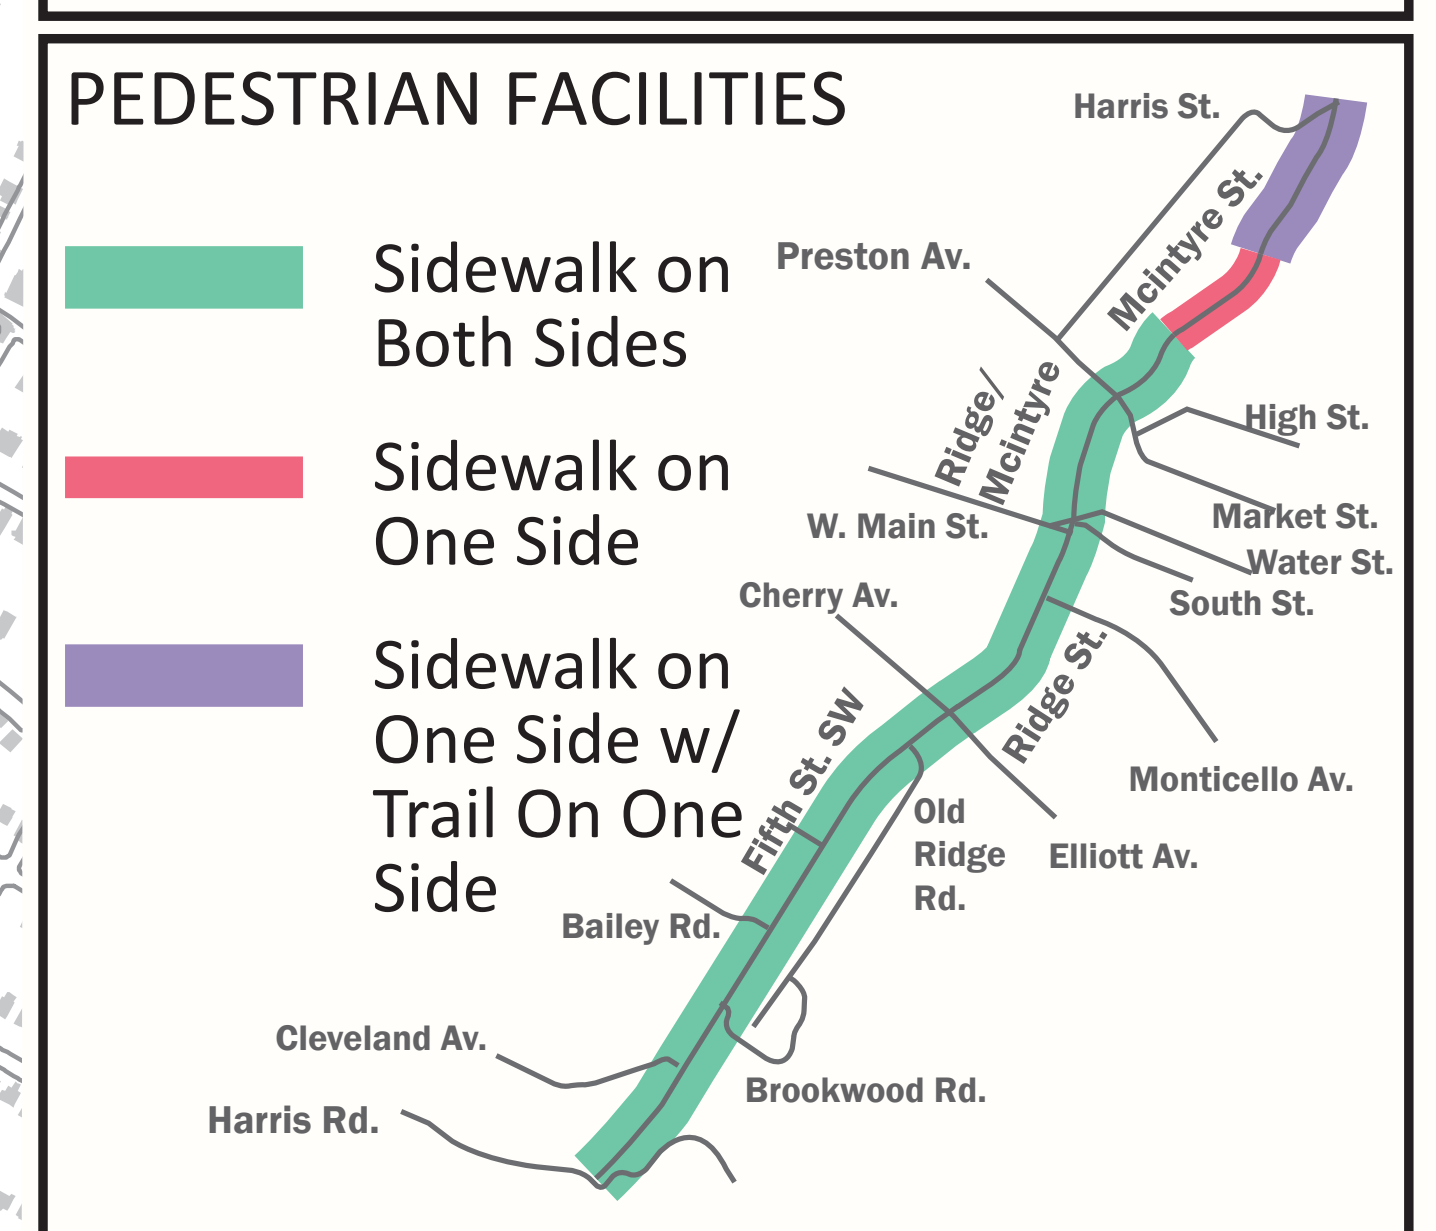 PEDESTRIAN FACILITIES
Sidewalk on
Both Sides
Sidewalk on
One Side
Sidewalk on
One Side w/
Trail On One
Side
Harris St.
Mcintyre St.
Preston Av.
Ridge/
Mcintyre
High St.
W. Main St.
Market St.
Water St.
South St.
Cherry Av.
Ridge St.
Fifth St. SW
Monticello Av.
Old
Ridge
Rd.
Elliott Av.
Bailey Rd.
Cleveland Av.
Brookwood Rd.
Harris Rd.